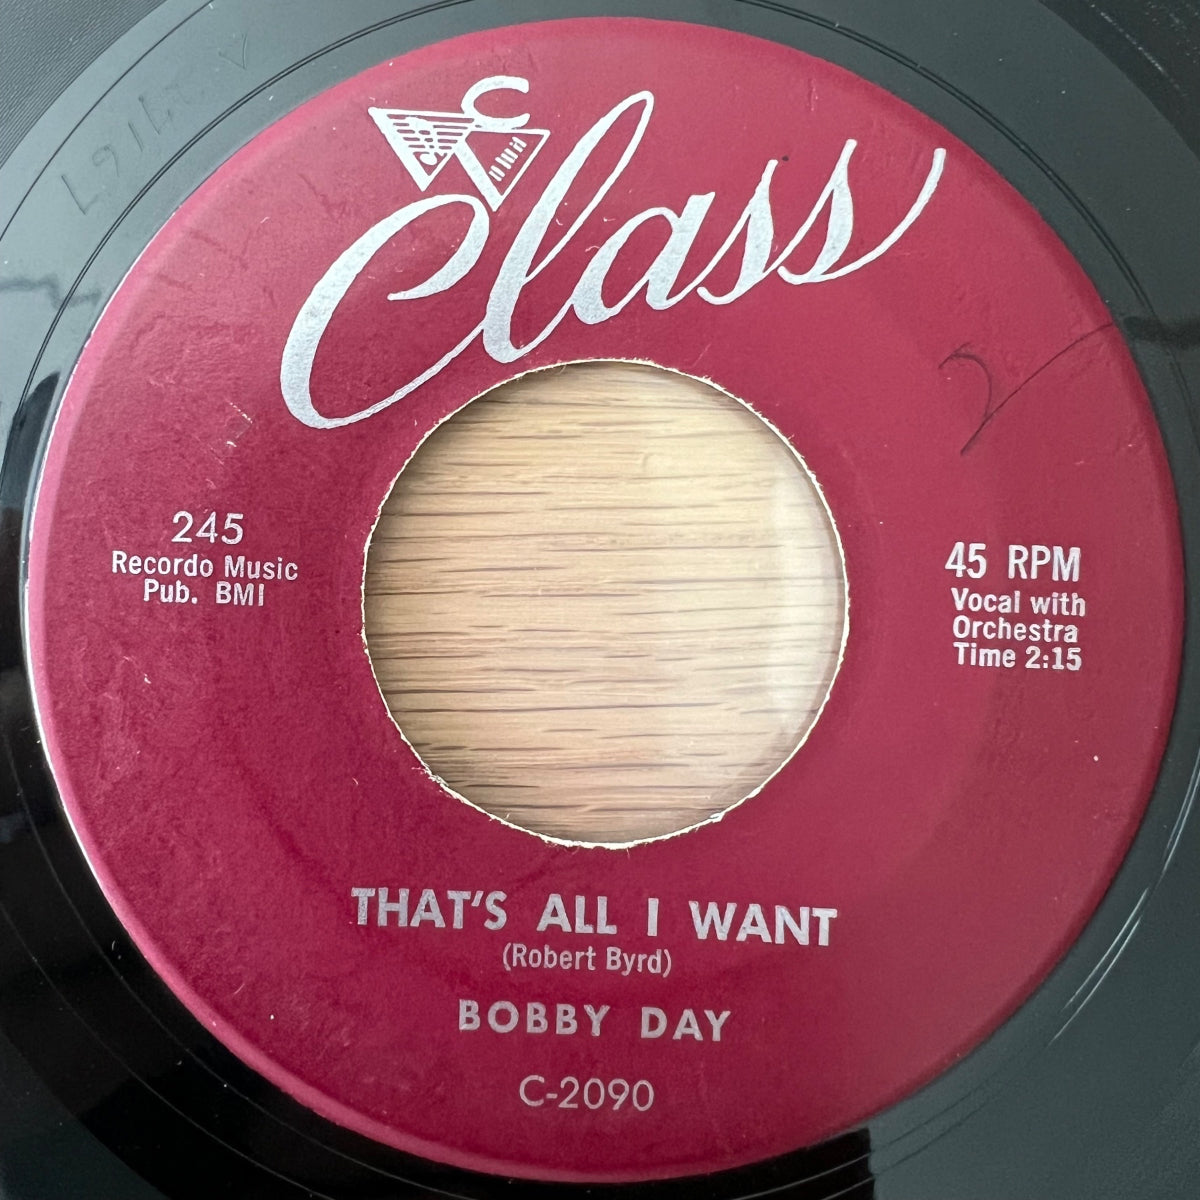 C
Class
245
Recordo Music
Pub. BMI
45 RPM
Vocal with
Orchestra
Time 2:15
THAT'S ALL I WANT
(Robert Byrd)
BOBBY DAY
C-2090